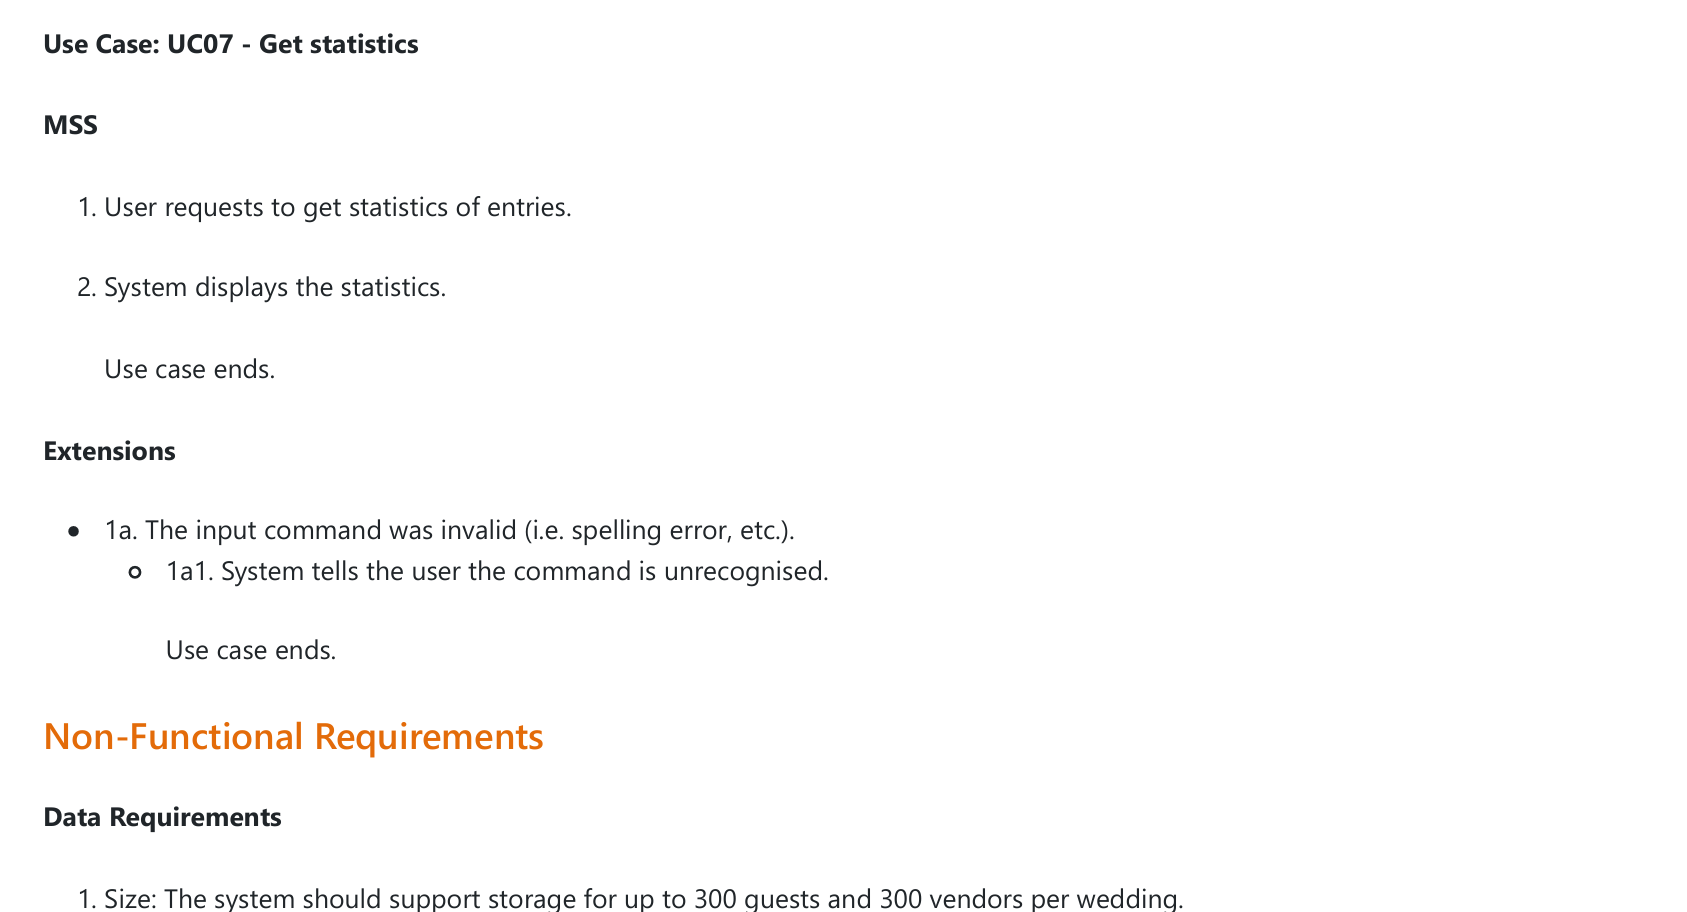 Use Case: UC07 - Get statistics
MSS
1. User requests to get statistics of entries.
2. System displays the statistics.
Use case ends.
Extensions
● 1a. The input command was invalid (i.e. spelling error, etc.).
○ 1a1. System tells the user the command is unrecognised.
Use case ends.
Non-Functional Requirements
Data Requirements
1. Size: The system should support storage for up to 300 guests and 300 vendors per wedding.